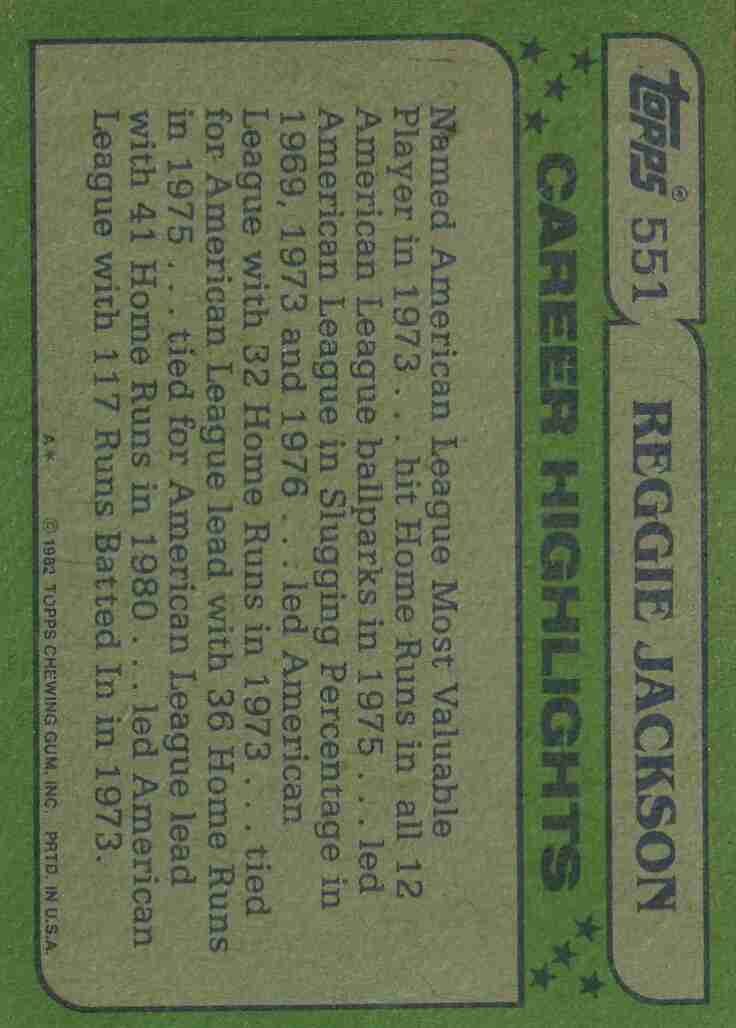 Topps® 551 REGGIE JACKSON
CAREER HIGHLIGHTS
Named American League Most Valuable
Player in 1973 . . . hit Home Runs in all 12
American League ballparks in 1975 . . . led
American League in Slugging Percentage in
1969, 1973 and 1976 . . . led American
League with 32 Home Runs in 1973 . . . tied
for American League lead with 36 Home Runs
in 1975 . . . tied for American League lead
with 41 Home Runs in 1980 . . . led American
League with 117 Runs Batted In in 1973.
A* © 1982 TOPPS CHEWING GUM, INC. PRTD. IN U.S.A.